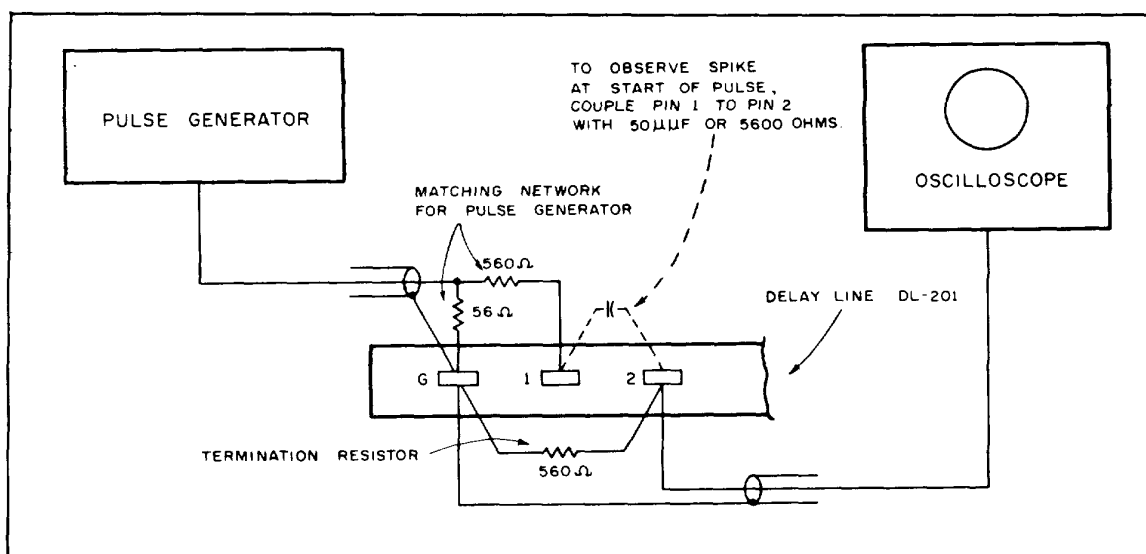 PULSE GENERATOR
TO OBSERVE SPIKE
AT START OF PULSE,
COUPLE PIN 1 TO PIN 2
WITH 50μμF OR 5600 OHMS.
OSCILLOSCOPE
MATCHING NETWORK
FOR PULSE GENERATOR
560Ω
56Ω
DELAY LINE DL-201
G
1
2
TERMINATION RESISTOR
560Ω